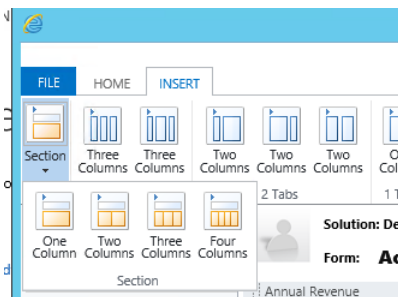 FILE HOME INSERT
Section
Three Columns
Three Columns
Two Columns
Two Columns
Two Columns
2 Tabs
One Column
Two Columns
Three Columns
Four Columns
Section
Solution: De
Form: Ac
Annual Revenue